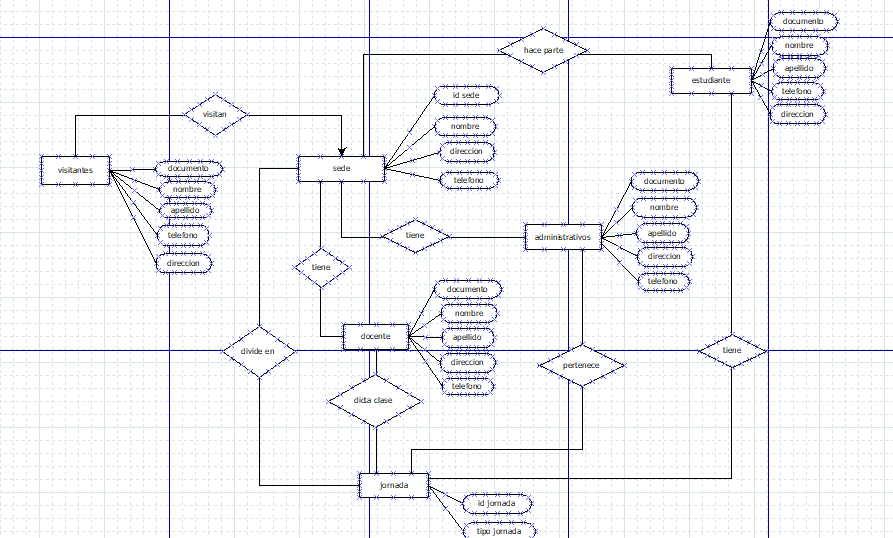 documento
hace parte
nombre
apellido
estudiante
telefono
id sede
direccion
visitan
nombre
direccion
visitantes
documento
sede
telefono
documento
nombre
nombre
apellido
apellido
telefono
tiene
administrativos
direccion
direccion
tiene
telefono
documento
nombre
docente
apellido
divide en
tiene
direccion
pertenece
telefono
dicta clase
jornada
id jornada
tipo jornada